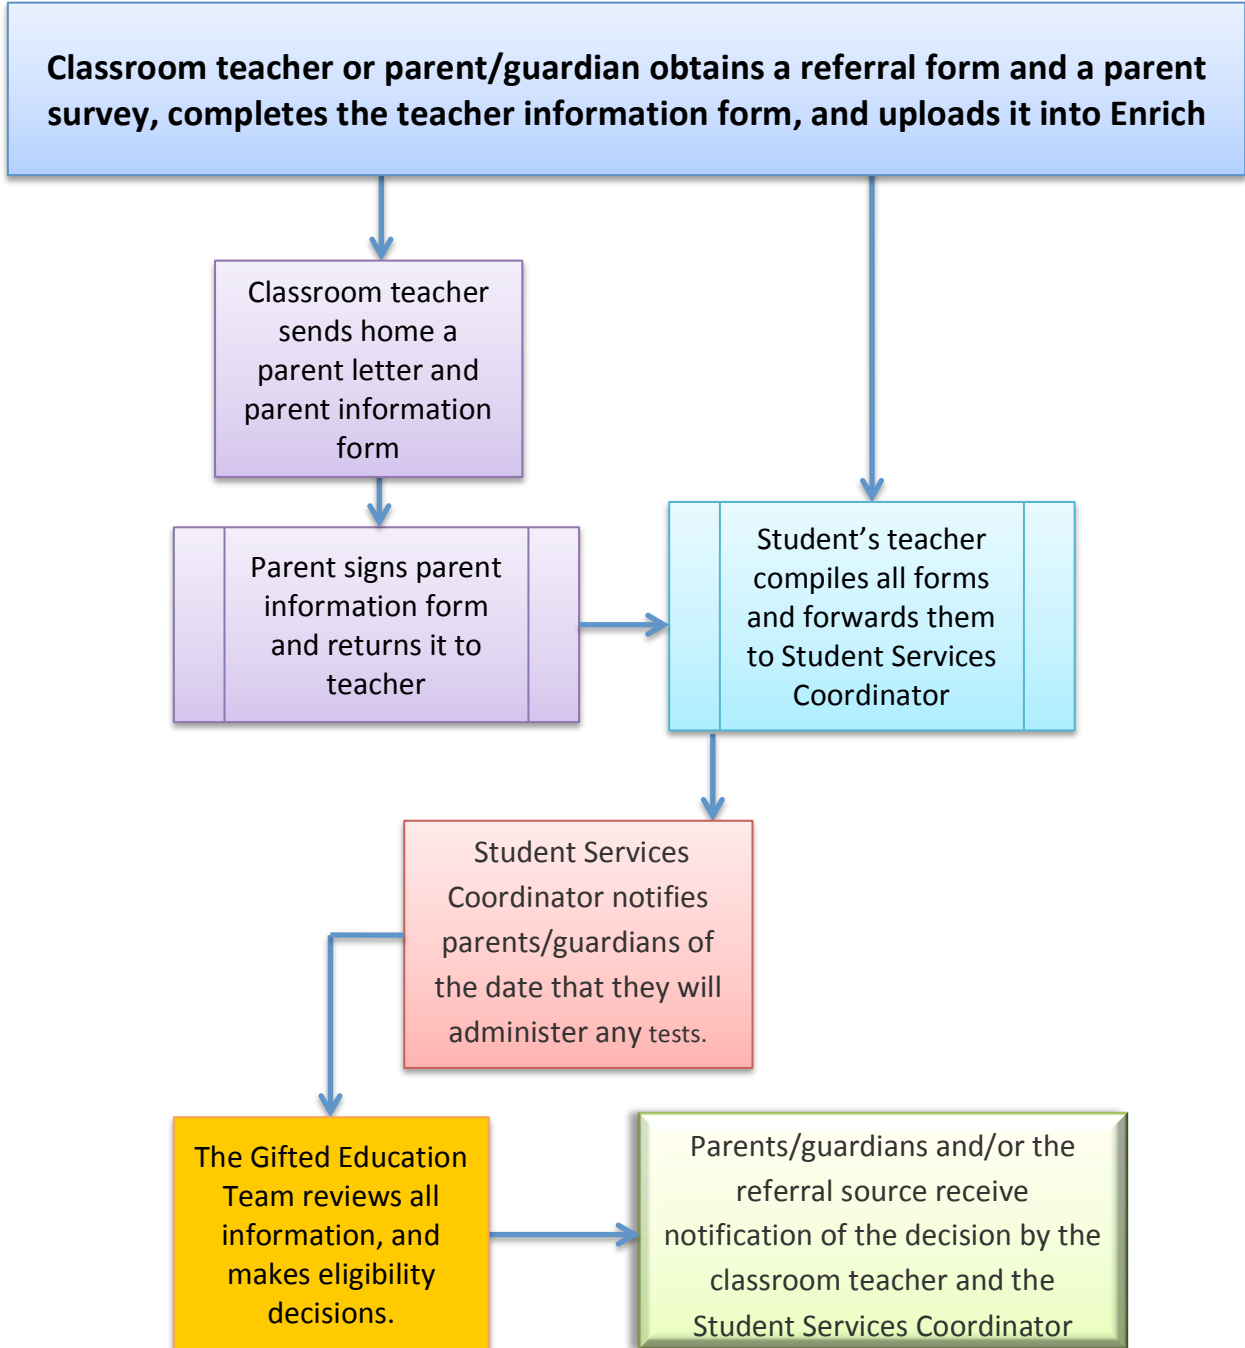 Classroom teacher or parent/guardian obtains a referral form and a parent
survey, completes the teacher information form, and uploads it into Enrich
Classroom teacher
sends home a
parent letter and
parent information
form
Parent signs parent
information form
and returns it to
teacher
Student’s teacher
compiles all forms
and forwards them
to Student Services
Coordinator
Student Services
Coordinator notifies
parents/guardians of
the date that they will
administer any tests.
The Gifted Education
Team reviews all
information, and
makes eligibility
decisions.
Parents/guardians and/or the
referral source receive
notification of the decision by the
classroom teacher and the
Student Services Coordinator